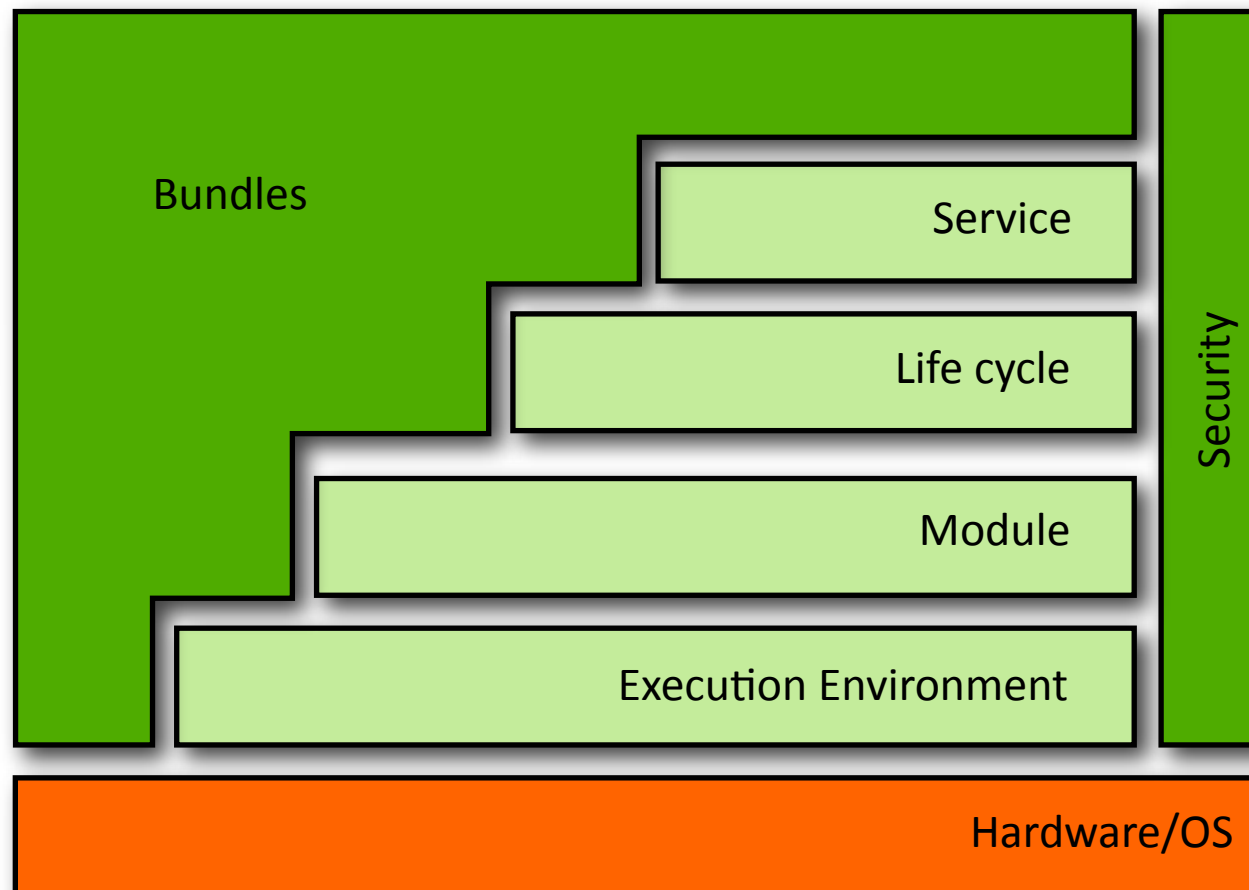 Bundles
Service
Life cycle
Module
Execution Environment
Security
Hardware/OS